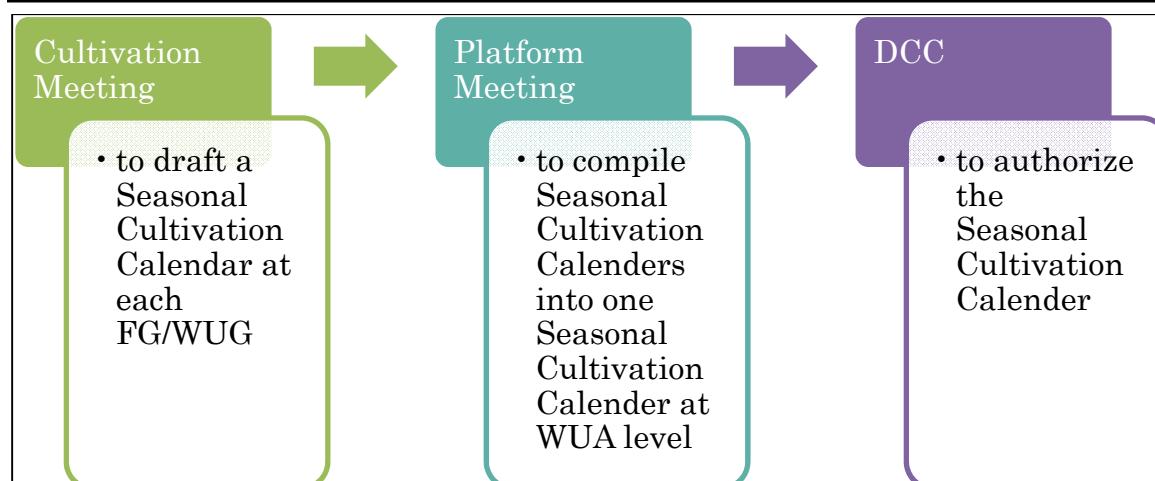 Cultivation
Meeting
• to draft a
Seasonal
Cultivation
Calendar at
each
FG/WUG
Platform
Meeting
• to compile
Seasonal
Cultivation
Calenders
into one
Seasonal
Cultivation
Calender at
WUA level
DCC
• to authorize
the
Seasonal
Cultivation
Calender